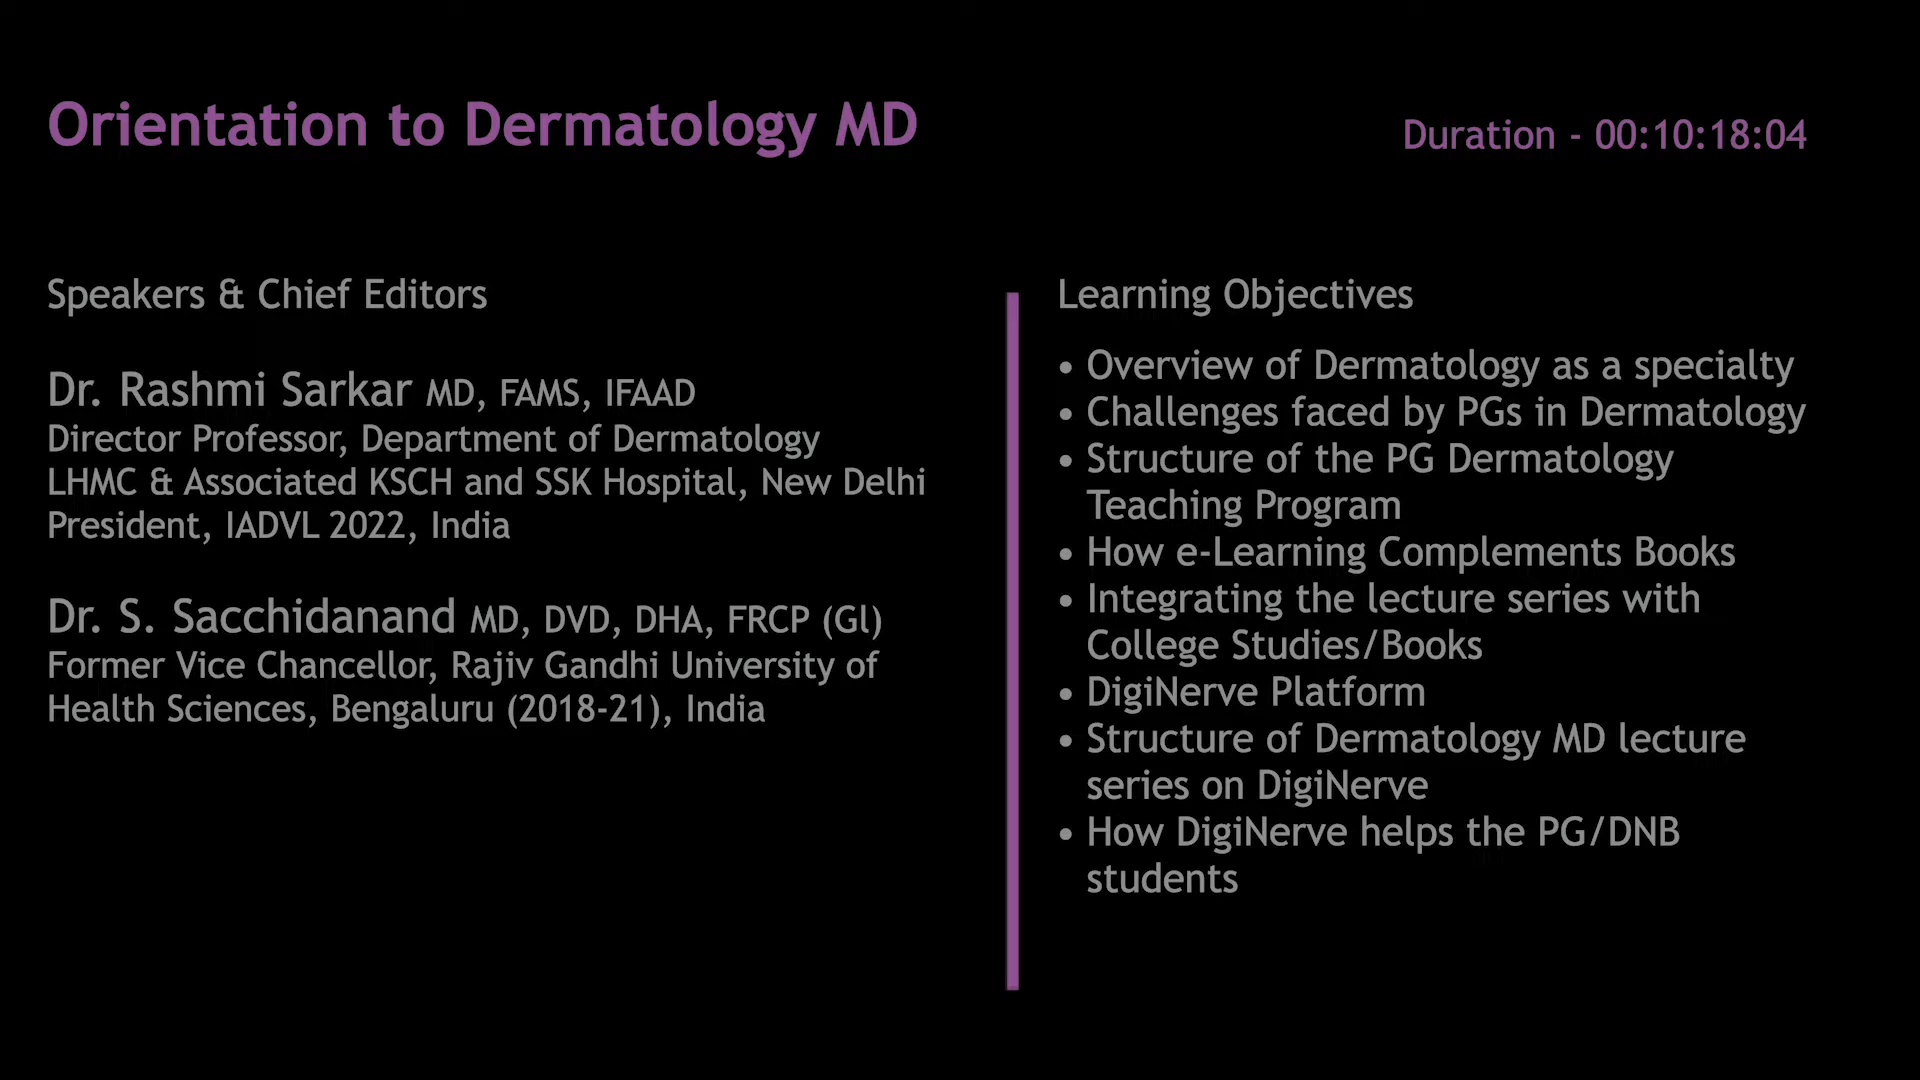 Orientation to Dermatology MD
Duration - 00:10:18:04
Speakers & Chief Editors
Dr. Rashmi Sarkar MD, FAMS, IFAAD
Director Professor, Department of Dermatology
LHMC & Associated KSCH and SSK Hospital, New Delhi
President, IADVL 2022, India
Dr. S. Sacchidanand MD, DVD, DHA, FRCP (Gl)
Former Vice Chancellor, Rajiv Gandhi University of
Health Sciences, Bengaluru (2018-21), India
Learning Objectives
• Overview of Dermatology as a specialty
• Challenges faced by PGs in Dermatology
• Structure of the PG Dermatology
Teaching Program
• How e-Learning Complements Books
• Integrating the lecture series with
College Studies/Books
• DigiNerve Platform
• Structure of Dermatology MD lecture
series on DigiNerve
• How DigiNerve helps the PG/DNB
students